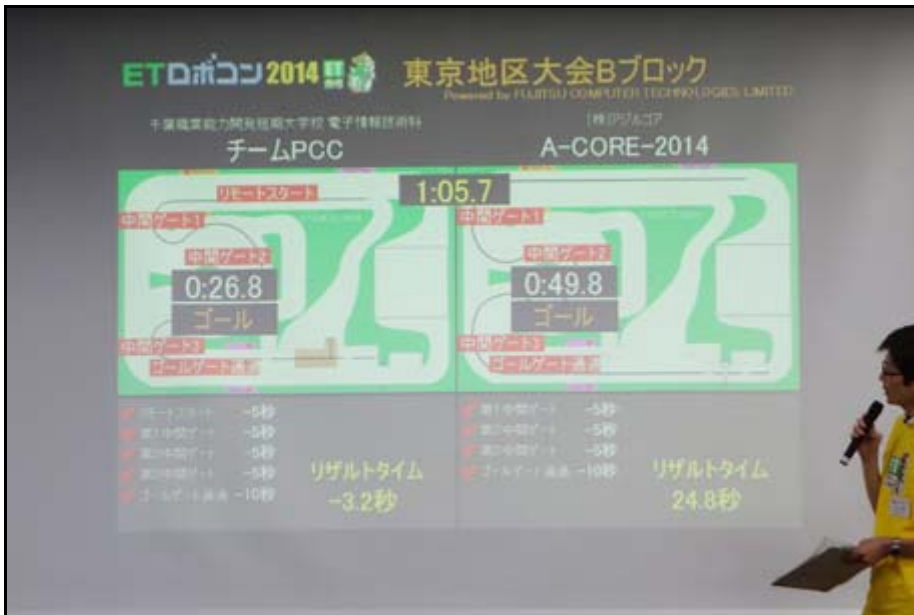 ETロボコン2014 ET
東京地区大会Bブロック
Powered by FUJITSU COMPUTER TECHNOLOGIES LIMITED
千葉職業能力開発短期大学校 電子情報技術科
チームPCC
(株)アジルコア
A-CORE-2014
1:05.7
リモートスタート
中間ゲート1
中間ゲート2
0:26.8
ゴール
中間ゲート3
ゴールゲート通過
中間ゲート1
中間ゲート2
0:49.8
ゴール
中間ゲート3
ゴールゲート通過
リモートスタート -5秒
第1中間ゲート -5秒
第2中間ゲート -5秒
第3中間ゲート -5秒
ゴールゲート通過 -10秒
リザルトタイム
-3.2秒
第1中間ゲート -5秒
第2中間ゲート -5秒
第3中間ゲート -5秒
ゴールゲート通過 -10秒
リザルトタイム
24.8秒